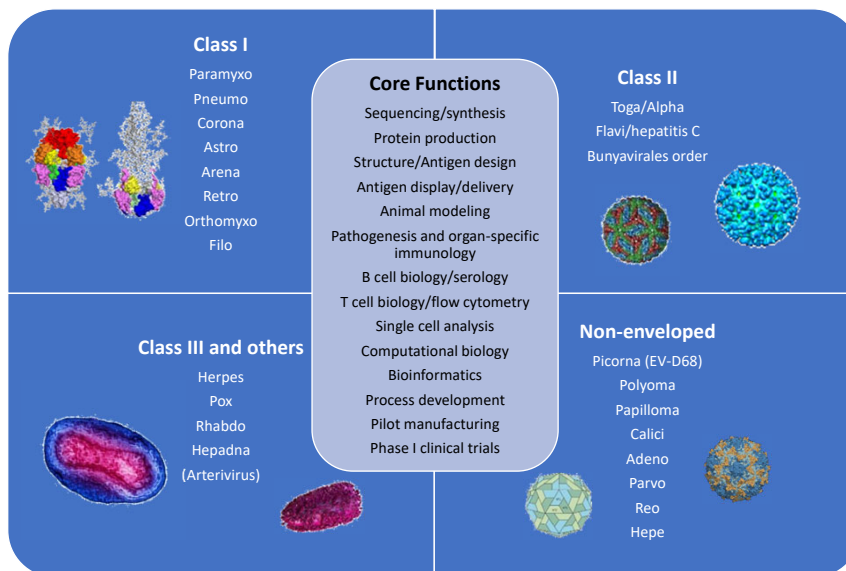 Class I
Paramyxo
Pneumo
Corona
Astro
Arena
Retro
Orthomyxo
Filo
Core Functions
Sequencing/synthesis
Protein production
Structure/Antigen design
Antigen display/delivery
Animal modeling
Pathogenesis and organ-specific
immunology
B cell biology/serology
T cell biology/flow cytometry
Single cell analysis
Computational biology
Bioinformatics
Process development
Pilot manufacturing
Phase I clinical trials
Class II
Toga/Alpha
Flavi/hepatitis C
Bunyavirales order
Class III and others
Herpes
Pox
Rhabdo
Hepadna
(Arterivirus)
Non-enveloped
Picorna (EV-D68)
Polyoma
Papilloma
Calici
Adeno
Parvo
Reo
Hepe